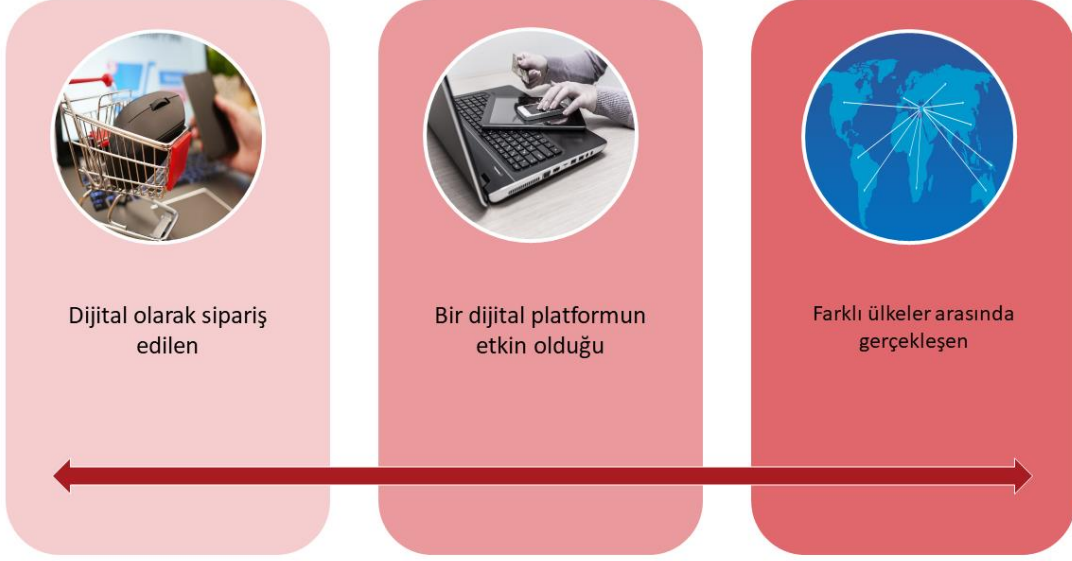 Dijital olarak sipariş
edilen
Bir dijital platformun
etkin olduğu
Farklı ülkeler arasında
gerçekleşen